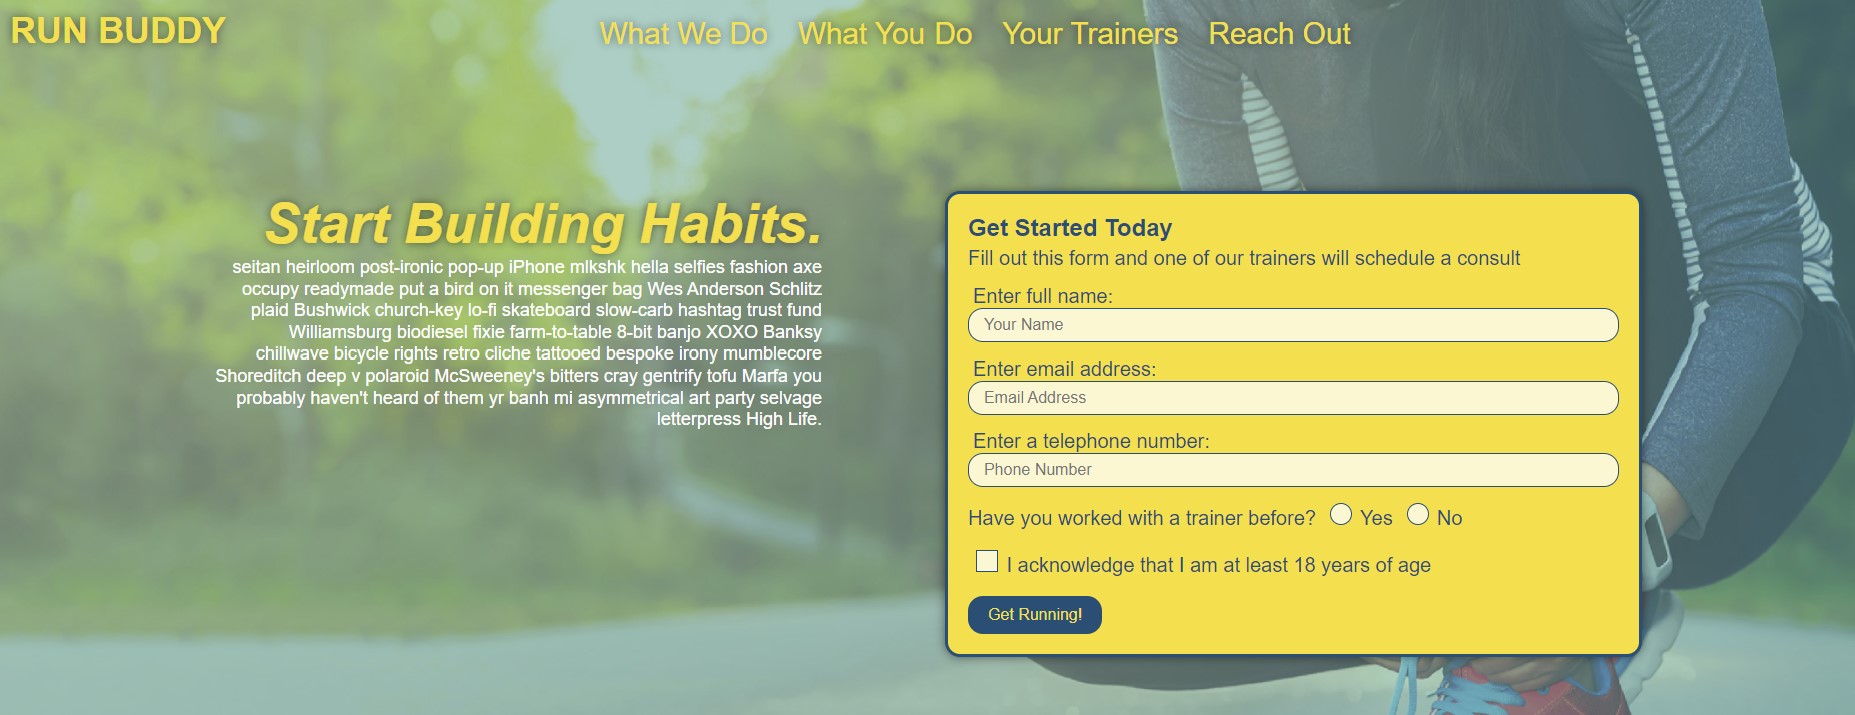 RUN BUDDY
What We Do What You Do Your Trainers Reach Out
Start Building Habits.
seitan heirloom post-ironic pop-up iPhone mlkshk hella selfies fashion axe
occupy readymade put a bird on it messenger bag Wes Anderson Schlitz
plaid Bushwick church-key lo-fi skateboard slow-carb hashtag trust fund
Williamsburg biodiesel fixie farm-to-table 8-bit banjo XOXO Banksy
chillwave bicycle rights retro cliche tattooed bespoke irony mumblecore
Shoreditch deep v polaroid McSweeney's bitters cray gentrify tofu Marfa you
probably haven't heard of them yr banh mi asymmetrical art party selvage
letterpress High Life.
Get Started Today
Fill out this form and one of our trainers will schedule a consult
Enter full name:
Your Name
Enter email address:
Email Address
Enter a telephone number:
Phone Number
Have you worked with a trainer before? Yes No
I acknowledge that I am at least 18 years of age
Get Running!